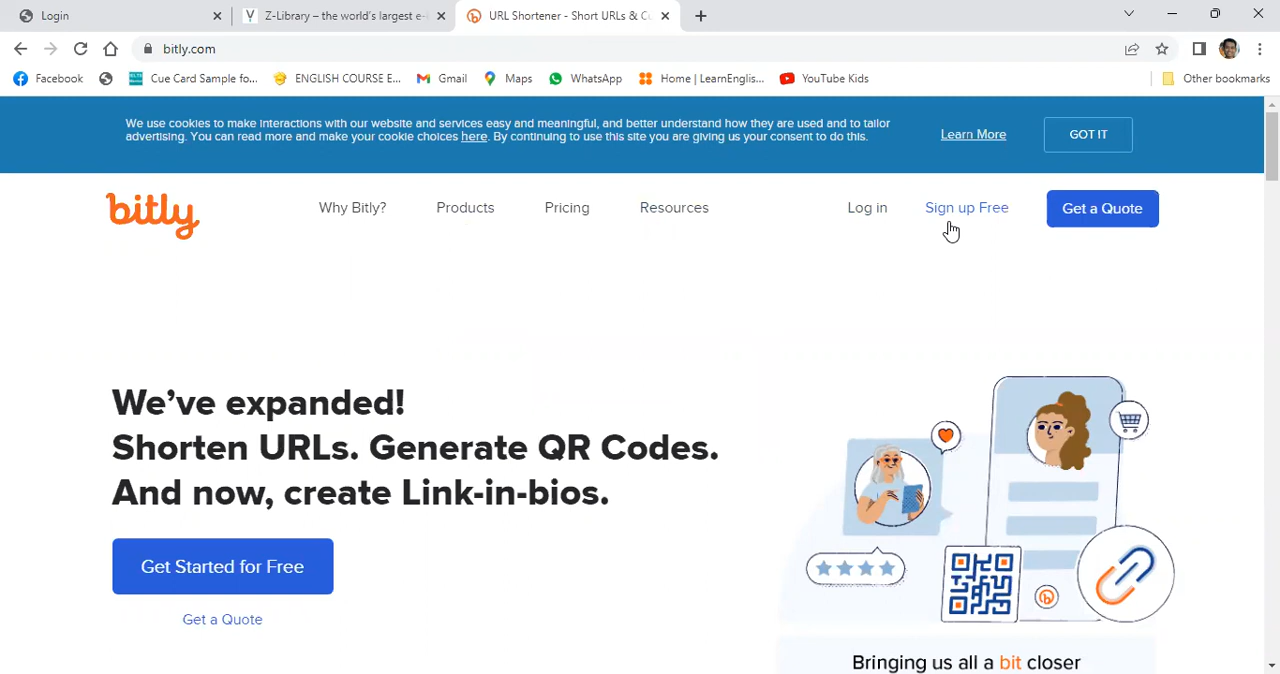 Login
Z-Library – the world's largest e-
URL Shortener - Short URLs & Cu
bitly.com
Facebook
Cue Card Sample fo...
ENGLISH COURSE E...
Gmail
Maps
WhatsApp
Home | LearnEnglis...
YouTube Kids
Other bookmarks
We use cookies to make interactions with our website and services easy and meaningful, and better understand how they are used and to tailor
advertising. You can read more and make your cookie choices here. By continuing to use this site you are giving us your consent to do this.
Learn More
GOT IT
bitly
Why Bitly?
Products
Pricing
Resources
Log in
Sign up Free
Get a Quote
We've expanded!
Shorten URLs. Generate QR Codes.
And now, create Link-in-bios.
Get Started for Free
Get a Quote
Bringing us all a bit closer